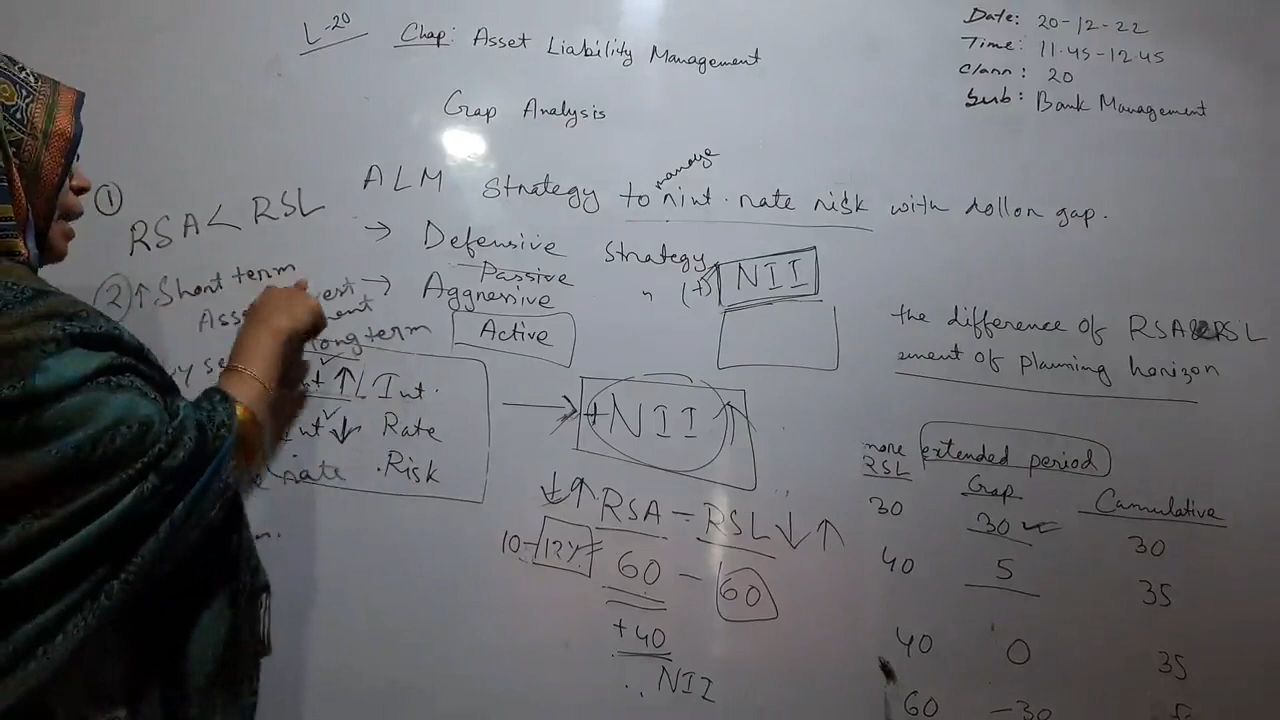 L-20
Chap: Asset Liability Management
Date: 20-12-22
Time: 11.45-12.45
Class: 20
Sub: Bank Management
Gap Analysis
ALM Strategy to manage int. rate risk with dollar gap.
→ Defensive Strategy
Passive
→ Aggressive " (+) NII
Active
①
RSA < RSL
② ↑ Short term
long term
↑ Int.
↓ Rate
rate Risk
→ + NII ↑
↓↑ RSA - RSL ↓ ↑
10-12%
60 - 60
+40
∴ NII
the difference of RSA & RSL
ement of planning horizon
more RSL
extended period
Gap
Cumulative
30 30 30
40 5 35
40 0 35
60 -30 5